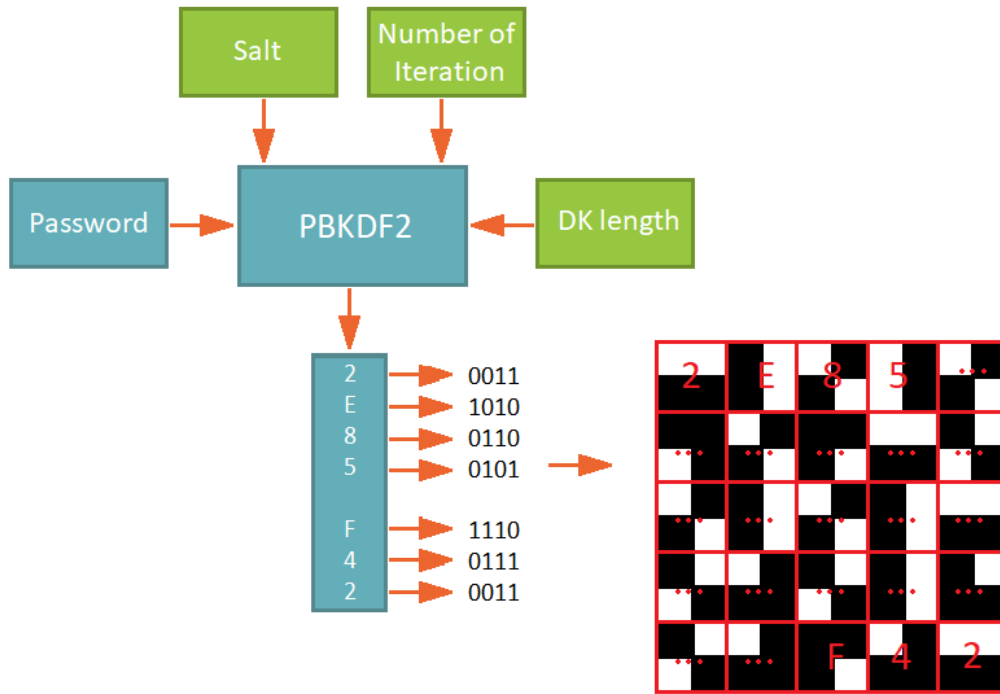 Salt
Number of
Iteration
Password
PBKDF2
DK length
2 0011
E 1010
8 0110
5 0101
F 1110
4 0111
2 0011
2 E 8 5 ...
... ... ... ... ...
... ... ... ... ...
... ... ... ... ...
... ... F 4 2